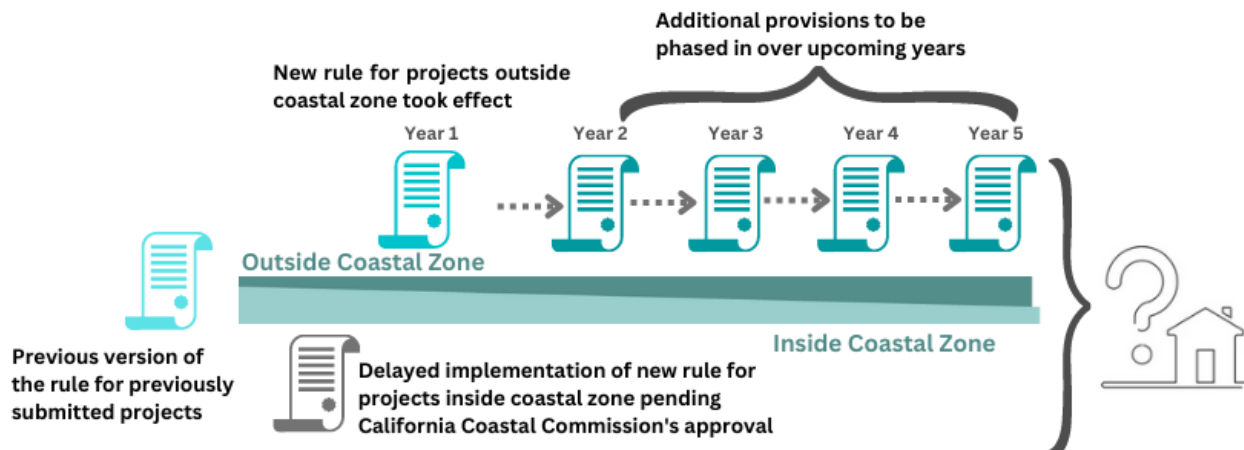 Additional provisions to be
phased in over upcoming years
New rule for projects outside
coastal zone took effect
Year 1
Year 2
Year 3
Year 4
Year 5
Outside Coastal Zone
Inside Coastal Zone
Previous version of
the rule for previously
submitted projects
Delayed implementation of new rule for
projects inside coastal zone pending
California Coastal Commission's approval
?